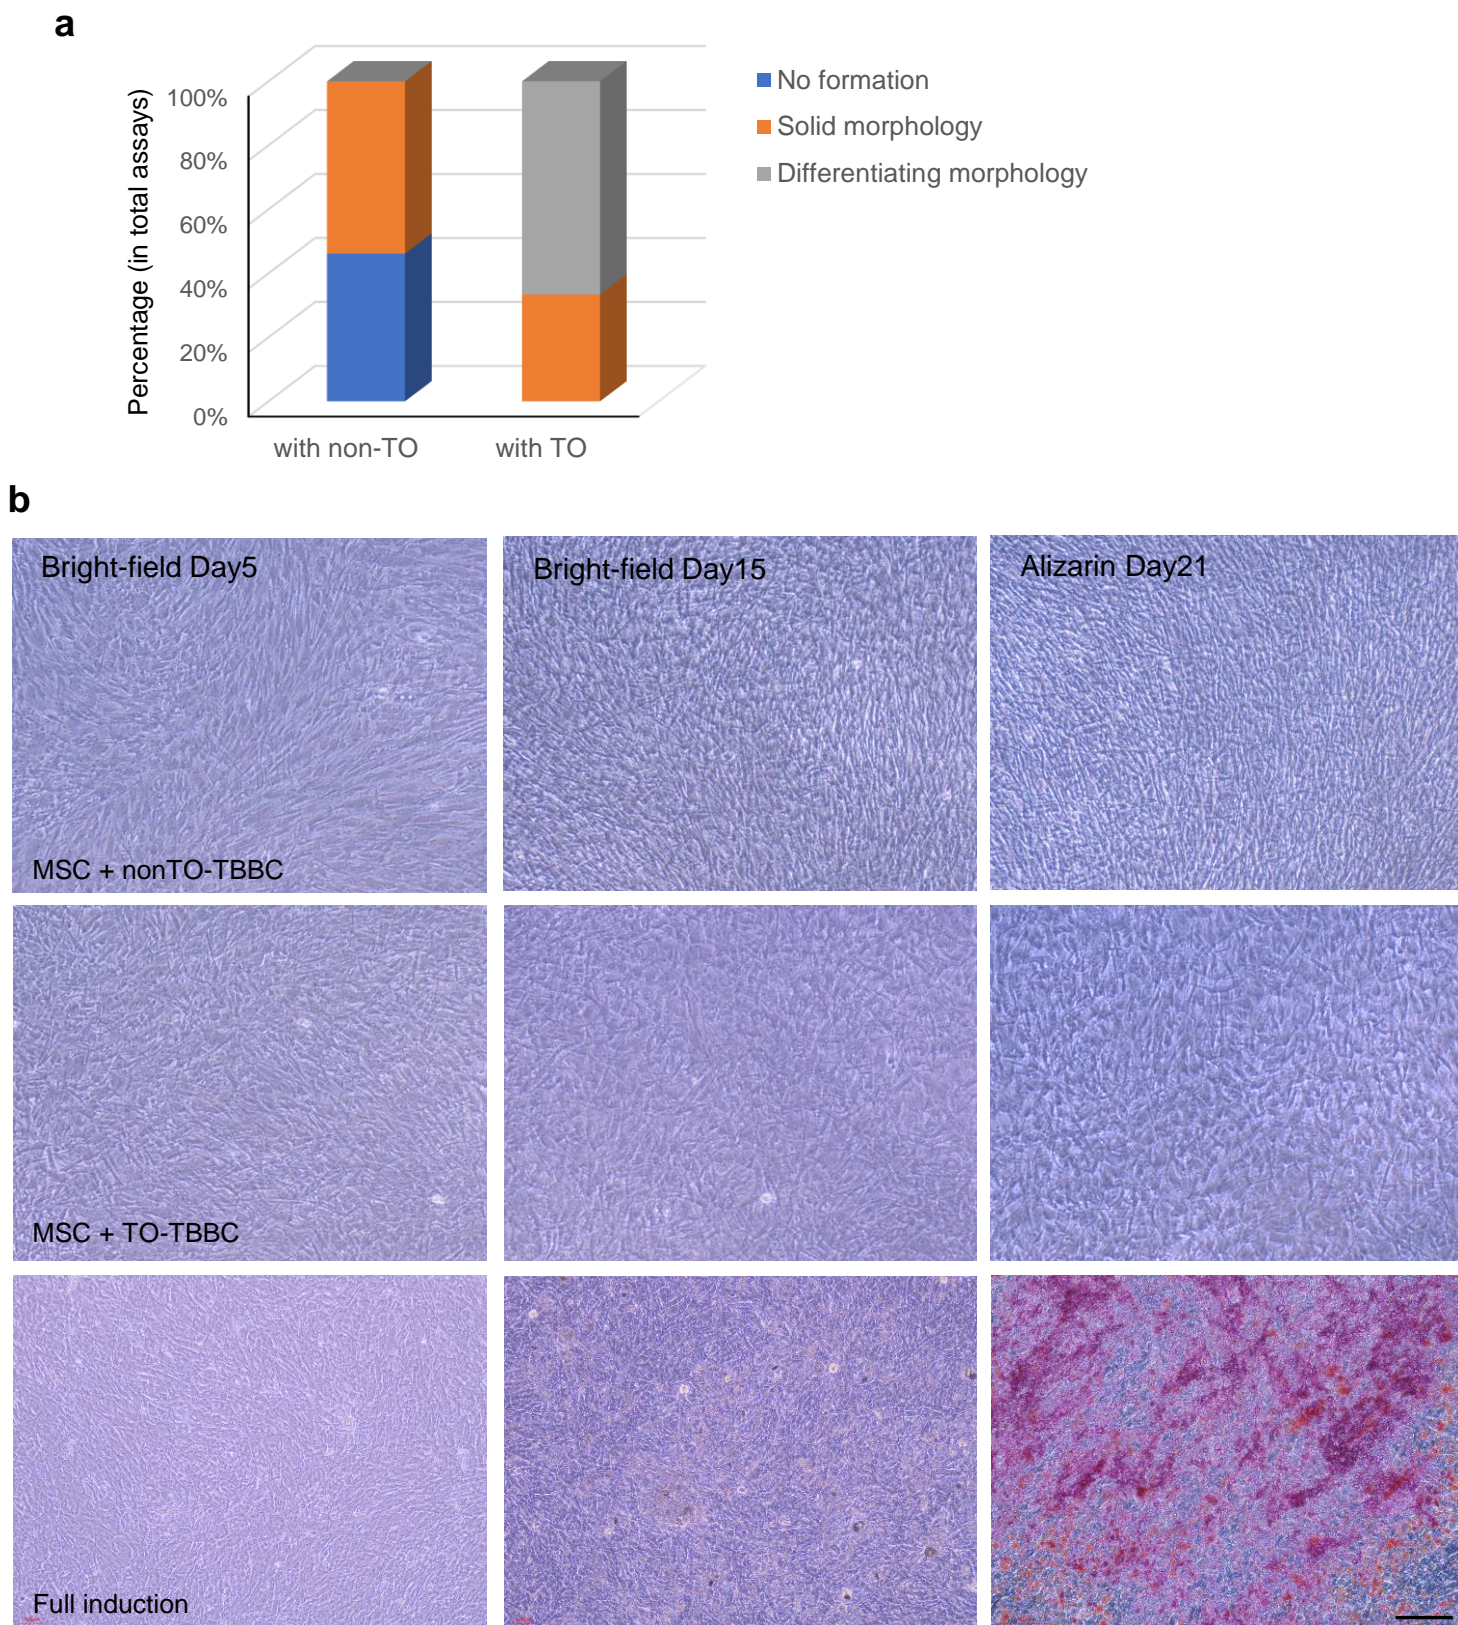 a
Percentage (in total assays)
100%
80%
60%
40%
20%
0%
with non-TO
with TO
No formation
Solid morphology
Differentiating morphology
b
Bright-field Day5
Bright-field Day15
Alizarin Day21
MSC + nonTO-TBBC
MSC + TO-TBBC
Full induction